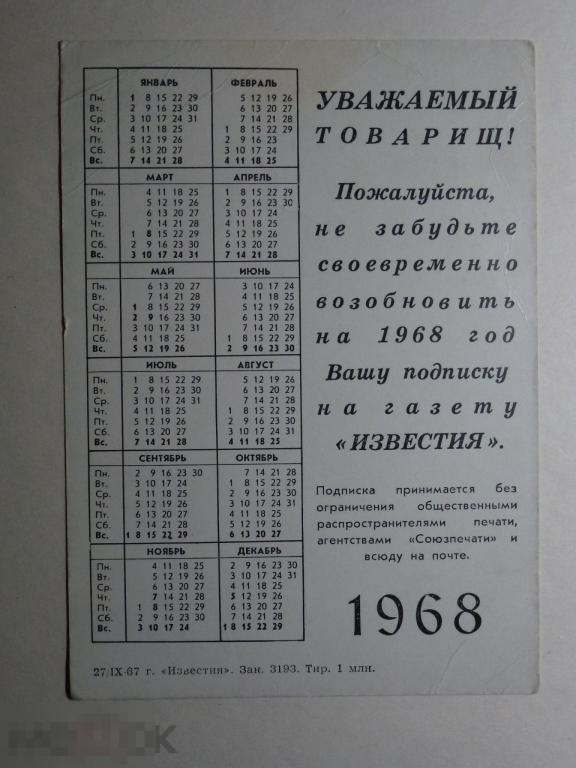 ЯНВАРЬ ФЕВРАЛЬ
Пн. 1 8 15 22 29 5 12 19 26
Вт. 2 9 16 23 30 6 13 20 27
Ср. 3 10 17 24 31 7 14 21 28
Чт. 4 11 18 25 1 8 15 22 29
Пт. 5 12 19 26 2 9 16 23
Сб. 6 13 20 27 3 10 17 24
Вс. 7 14 21 28 4 11 18 25
МАРТ АПРЕЛЬ
Пн. 4 11 18 25 1 8 15 22 29
Вт. 5 12 19 26 2 9 16 23 30
Ср. 6 13 20 27 3 10 17 24
Чт. 7 14 21 28 4 11 18 25
Пт. 1 8 15 22 29 5 12 19 26
Сб. 2 9 16 23 30 6 13 20 27
Вс. 3 10 17 24 31 7 14 21 28
МАЙ ИЮНЬ
Пн. 6 13 20 27 3 10 17 24
Вт. 7 14 21 28 4 11 18 25
Ср. 1 8 15 22 29 5 12 19 26
Чт. 2 9 16 23 30 6 13 20 27
Пт. 3 10 17 24 31 7 14 21 28
Сб. 4 11 18 25 1 8 15 22 29
Вс. 5 12 19 26 2 9 16 23 30
ИЮЛЬ АВГУСТ
Пн. 1 8 15 22 29 5 12 19 26
Вт. 2 9 16 23 30 6 13 20 27
Ср. 3 10 17 24 31 7 14 21 28
Чт. 4 11 18 25 1 8 15 22 29
Пт. 5 12 19 26 2 9 16 23 30
Сб. 6 13 20 27 3 10 17 24 31
Вс. 7 14 21 28 4 11 18 25
СЕНТЯБРЬ ОКТЯБРЬ
Пн. 2 9 16 23 30 7 14 21 28
Вт. 3 10 17 24 1 8 15 22 29
Ср. 4 11 18 25 2 9 16 23 30
Чт. 5 12 19 26 3 10 17 24 31
Пт. 6 13 20 27 4 11 18 25
Сб. 7 14 21 28 5 12 19 26
Вс. 1 8 15 22 29 6 13 20 27
НОЯБРЬ ДЕКАБРЬ
Пн. 4 11 18 25 2 9 16 23 30
Вт. 5 12 19 26 3 10 17 24 31
Ср. 6 13 20 27 4 11 18 25
Чт. 7 14 21 28 5 12 19 26
Пт. 1 8 15 22 29 6 13 20 27
Сб. 2 9 16 23 30 7 14 21 28
Вс. 3 10 17 24 1 8 15 22 29
УВАЖАЕМЫЙ
ТОВАРИЩ!
Пожалуйста,
не забудьте
своевременно
возобновить
на 1968 год
Вашу подписку
на газету
«ИЗВЕСТИЯ».
Подписка принимается без
ограничения общественными
распространителями печати,
агентствами «Союзпечати» и
всюду на почте.
1968
27/IX-67 г. «Известия». Зак. 3193. Тир. 1 млн.